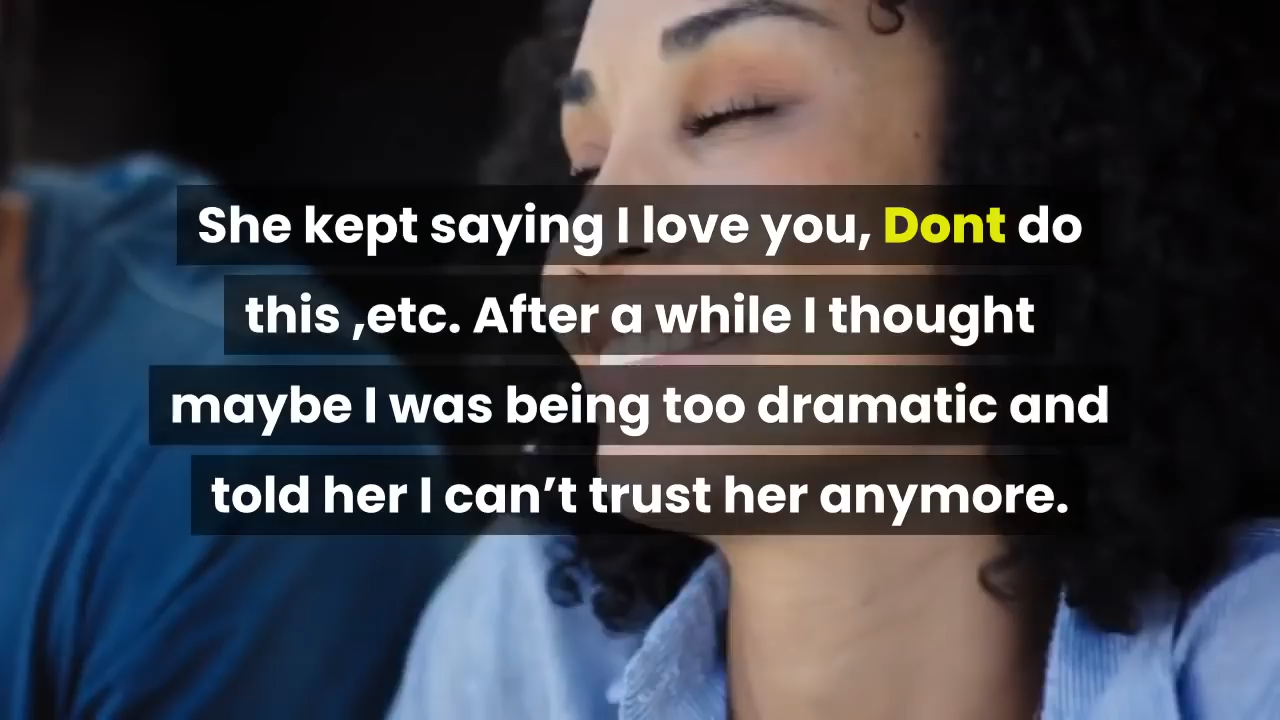 She kept saying I love you, Dont do
this ,etc. After a while I thought
maybe I was being too dramatic and
told her I can’t trust her anymore.